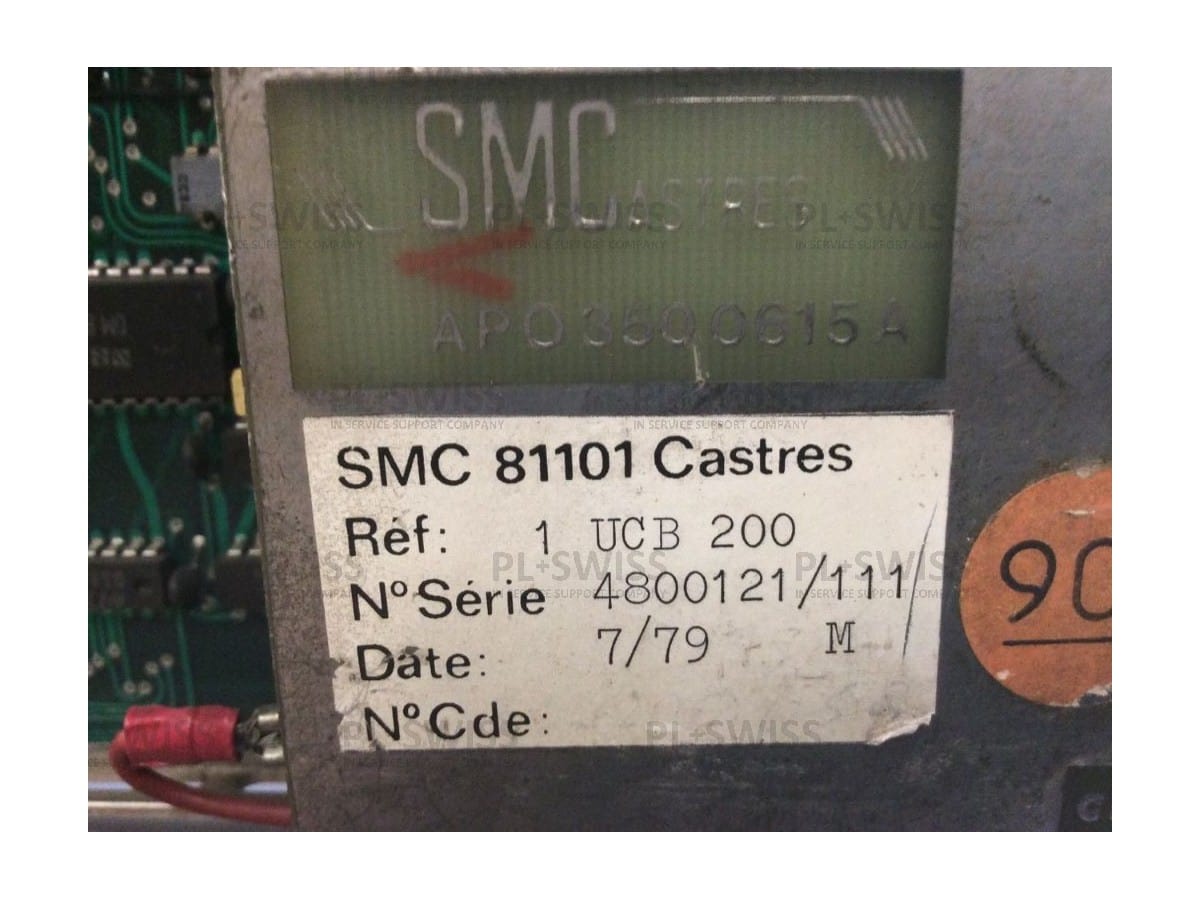 SMC CASTRES
APO3500615A
SMC 81101 Castres
Réf: 1 UCB 200
N° Série 4800121/111
Date: 7/79 M
N° Cde:
90
PL+SWISS
IN SERVICE SUPPORT COMPANY